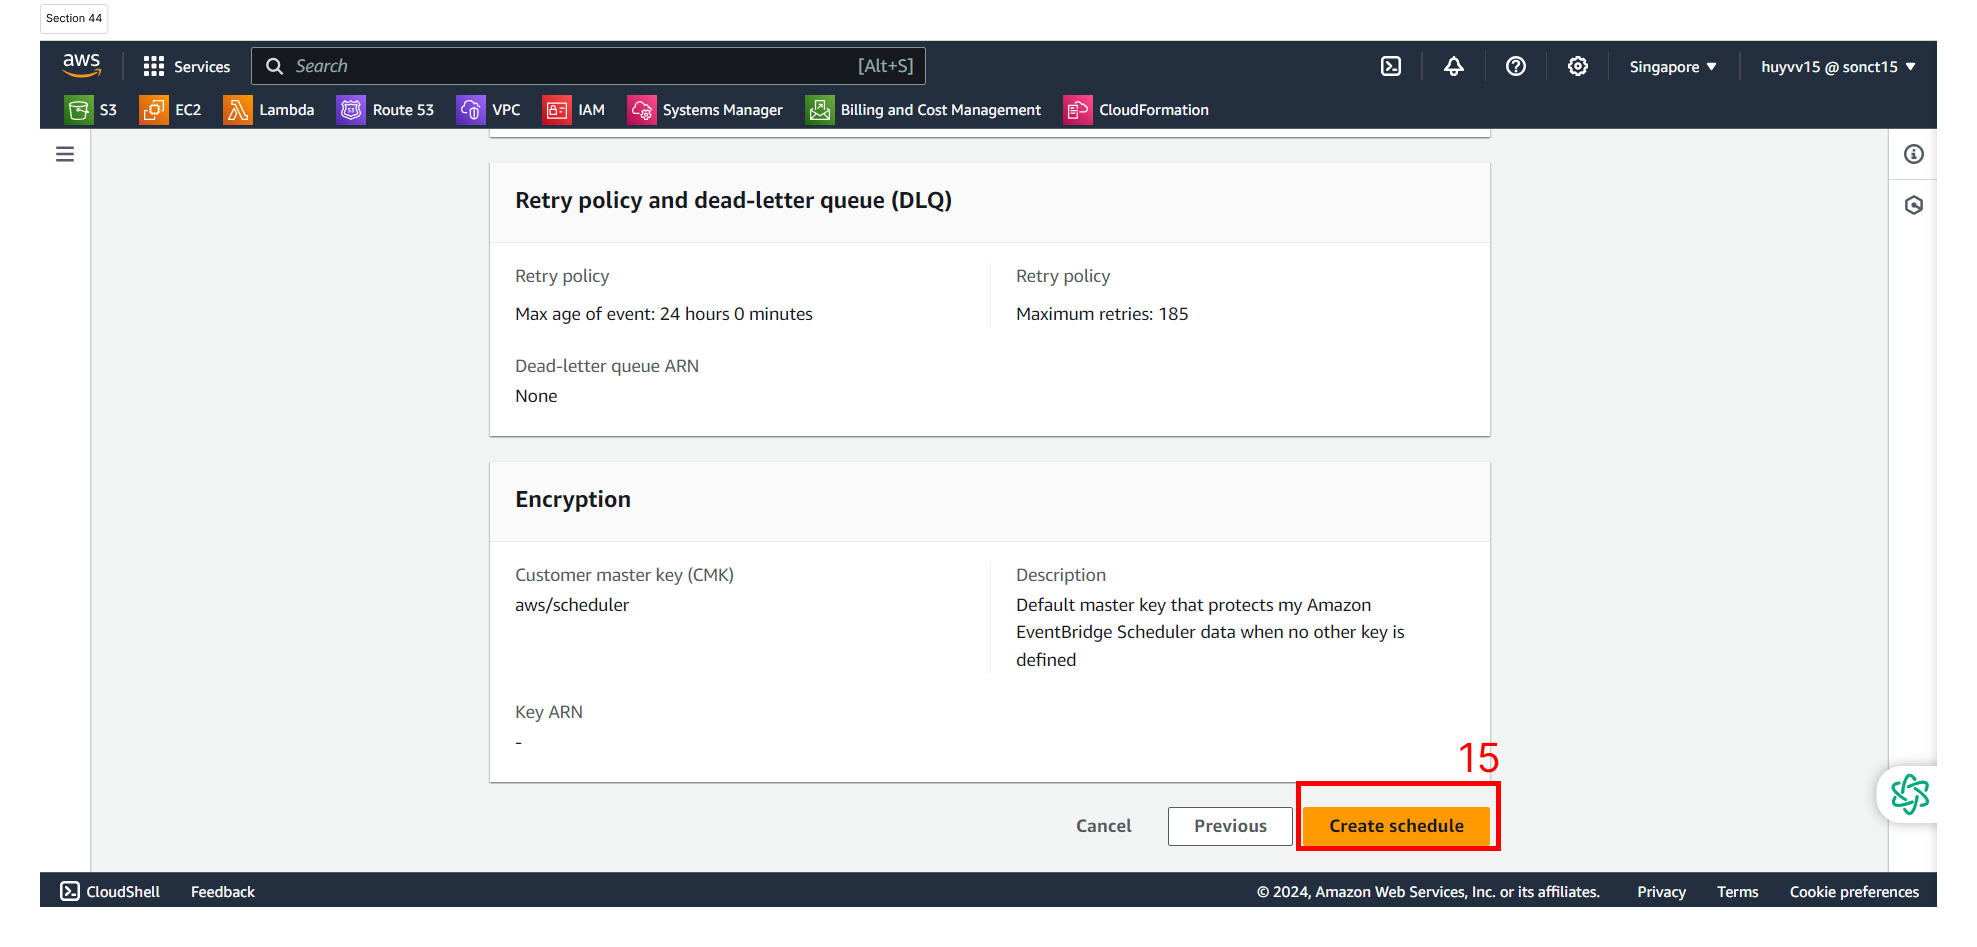 Section 44
aws
Services
Search [Alt+S]
Singapore
huyvv15 @ sonct15
S3
EC2
Lambda
Route 53
VPC
IAM
Systems Manager
Billing and Cost Management
CloudFormation
Retry policy and dead-letter queue (DLQ)
Retry policy
Max age of event: 24 hours 0 minutes
Retry policy
Maximum retries: 185
Dead-letter queue ARN
None
Encryption
Customer master key (CMK)
aws/scheduler
Description
Default master key that protects my Amazon
EventBridge Scheduler data when no other key is
defined
Key ARN
-
15
Cancel
Previous
Create schedule
CloudShell
Feedback
© 2024, Amazon Web Services, Inc. or its affiliates.
Privacy
Terms
Cookie preferences